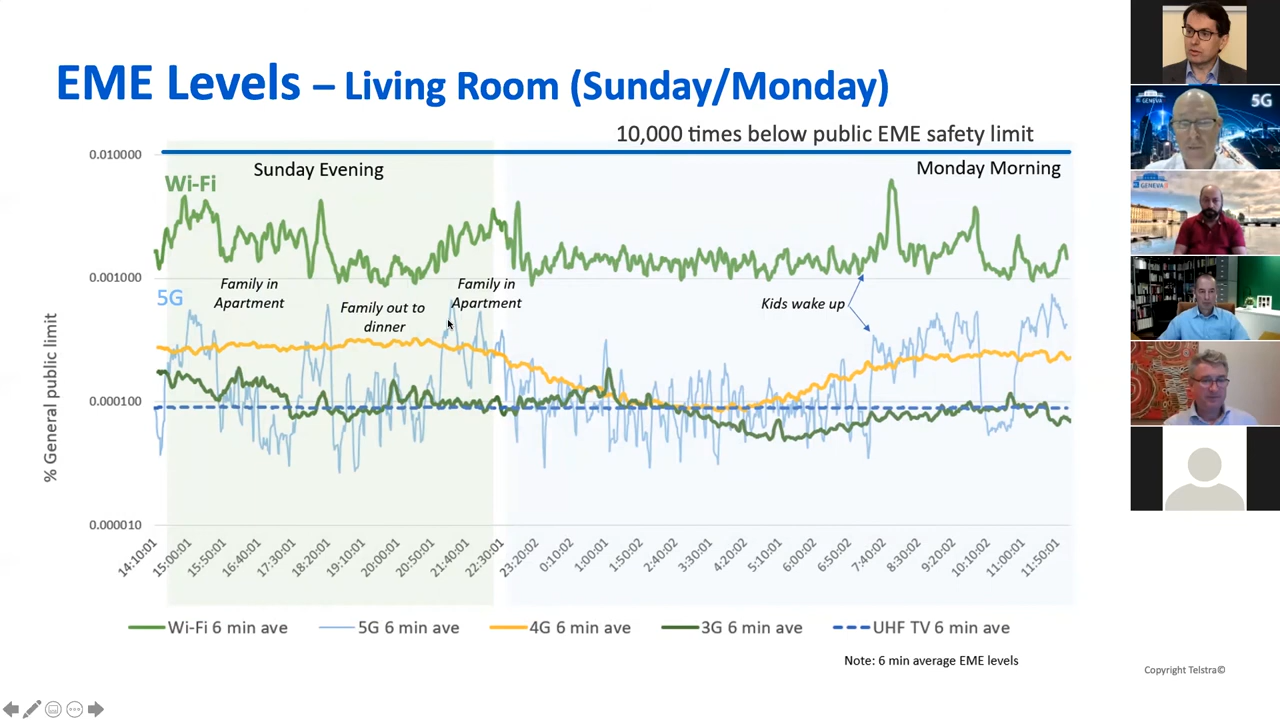 EME Levels – Living Room (Sunday/Monday)
10,000 times below public EME safety limit
0.010000
Sunday Evening
Monday Morning
Wi-Fi
0.001000
Family in
Apartment
Family in
Apartment
5G
Family out to
dinner
Kids wake up
% General public limit
0.000100
0.000010
14:10:01
15:00:01
15:50:01
16:40:01
17:30:01
18:20:01
19:10:01
20:00:01
20:50:01
21:40:01
22:30:01
23:20:02
0:10:02
1:00:01
1:50:02
2:40:02
3:30:01
4:20:02
5:10:01
6:00:02
6:50:02
7:40:02
8:30:02
9:20:02
10:10:02
11:00:01
11:50:01
Wi-Fi 6 min ave
5G 6 min ave
4G 6 min ave
3G 6 min ave
UHF TV 6 min ave
Note: 6 min average EME levels
Copyright Telstra©
GENEVA
5G
GENEVA